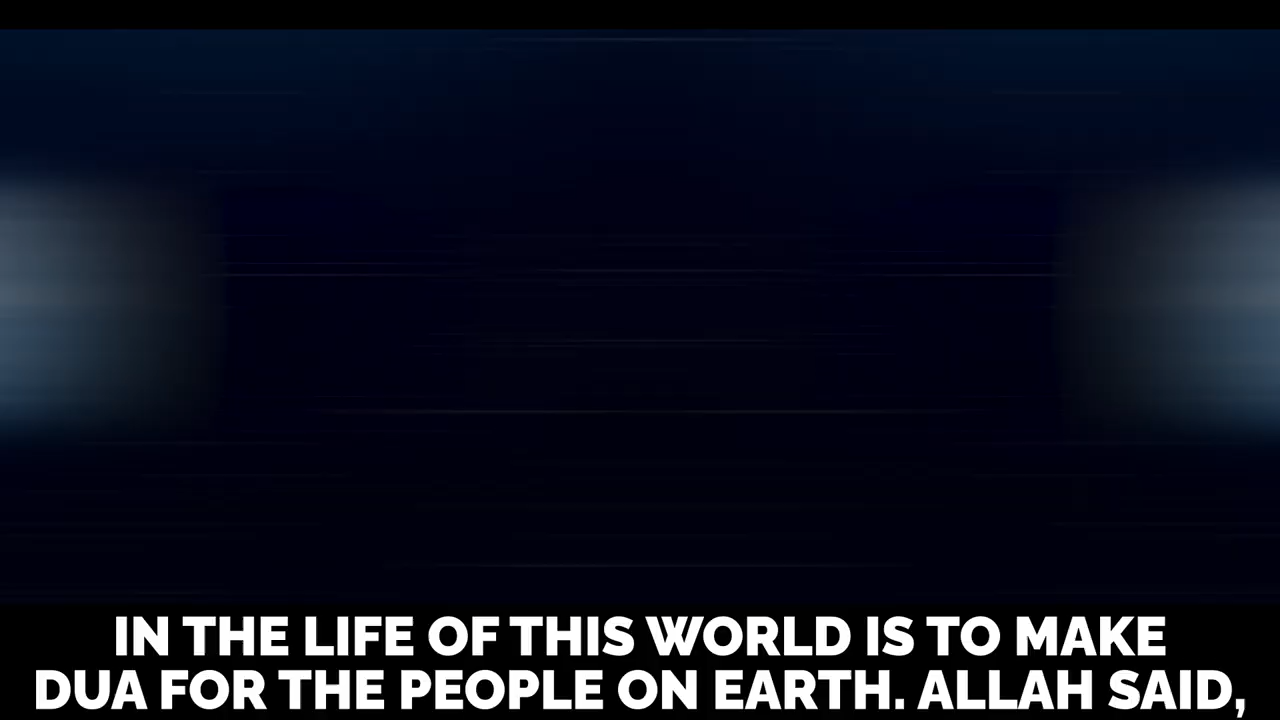 IN THE LIFE OF THIS WORLD IS TO MAKE
DUA FOR THE PEOPLE ON EARTH. ALLAH SAID,